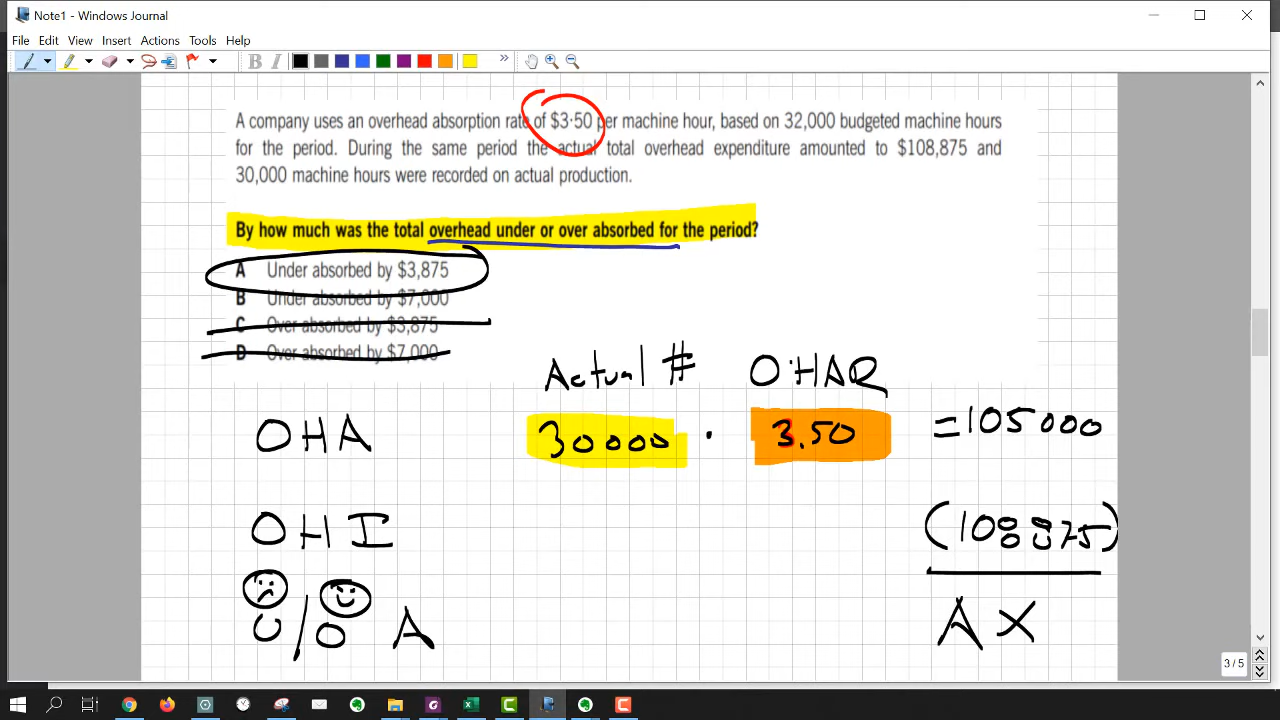 Note1 - Windows Journal
File Edit View Insert Actions Tools Help
B I
A company uses an overhead absorption rate of $3·50 per machine hour, based on 32,000 budgeted machine hours
for the period. During the same period the actual total overhead expenditure amounted to $108,875 and
30,000 machine hours were recorded on actual production.
By how much was the total overhead under or over absorbed for the period?
A Under absorbed by $3,875
B Under absorbed by $7,000
C Over absorbed by $3,875
D Over absorbed by $7,000
Actual # OHAR
OHA 30000 · 3.50 =105000
OHI (108875)
U/O A AX
3 / 5